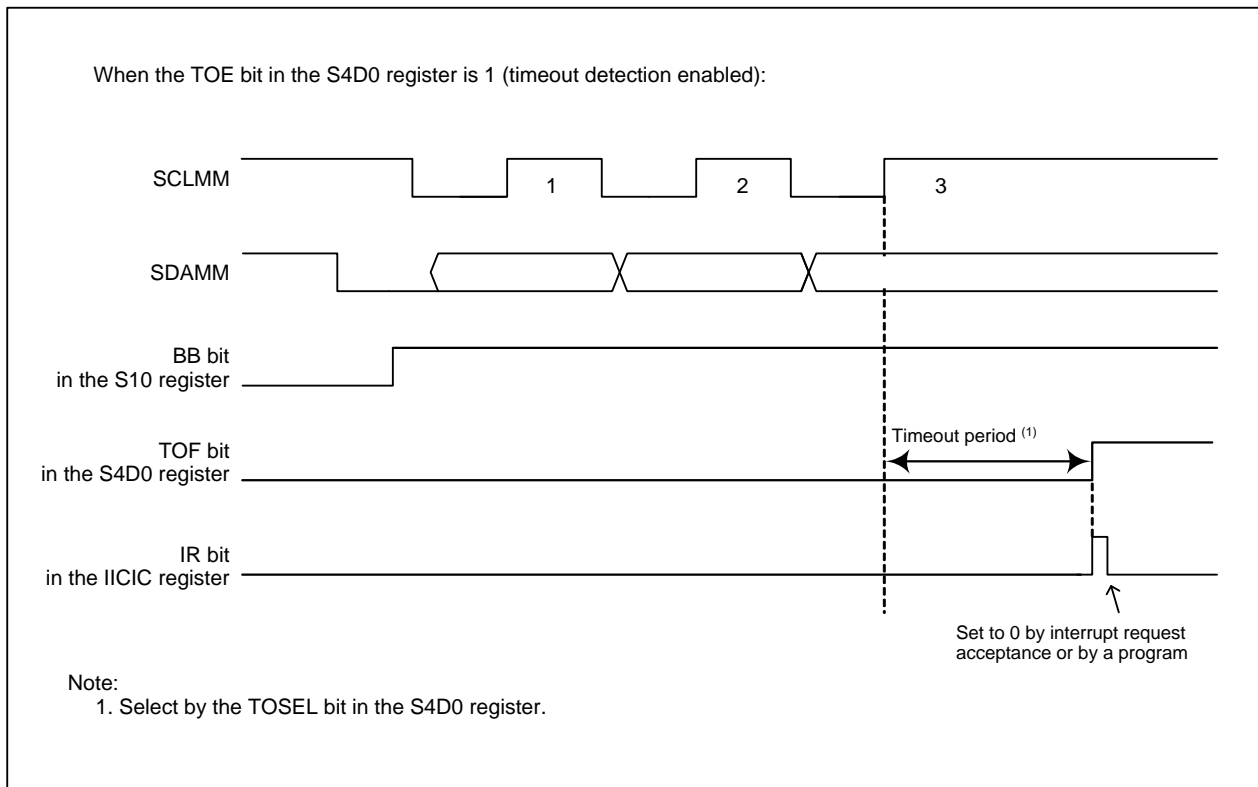 When the TOE bit in the S4D0 register is 1 (timeout detection enabled):
SCLMM
1
2
3
SDAMM
BB bit
in the S10 register
TOF bit
in the S4D0 register
Timeout period (1)
IR bit
in the IICIC register
Set to 0 by interrupt request
acceptance or by a program
Note:
1. Select by the TOSEL bit in the S4D0 register.